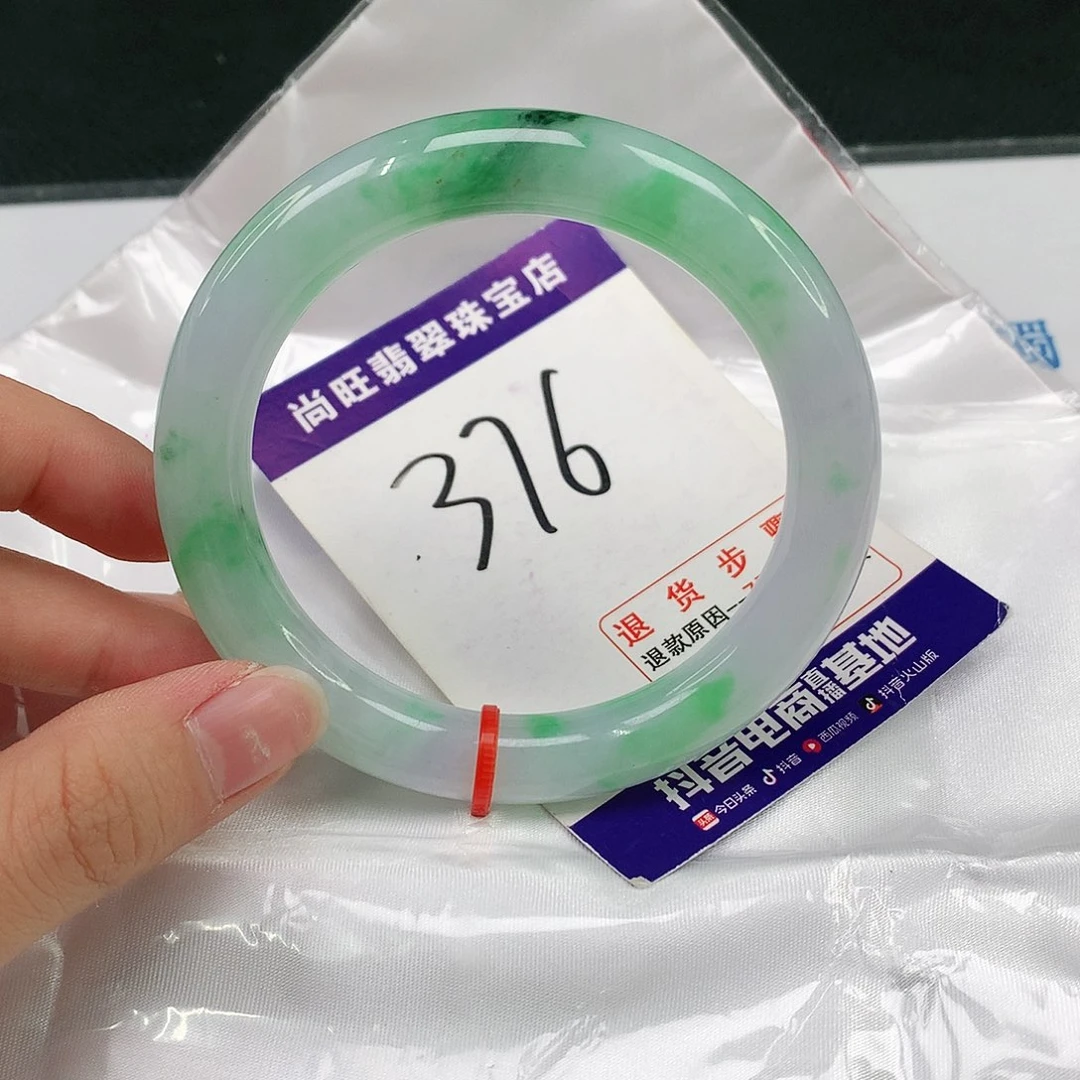 尚旺翡翠珠宝店
376
退货步骤
退款原因--7
抖音电商直播基地
今日头条 抖音 西瓜视频 抖音火山版